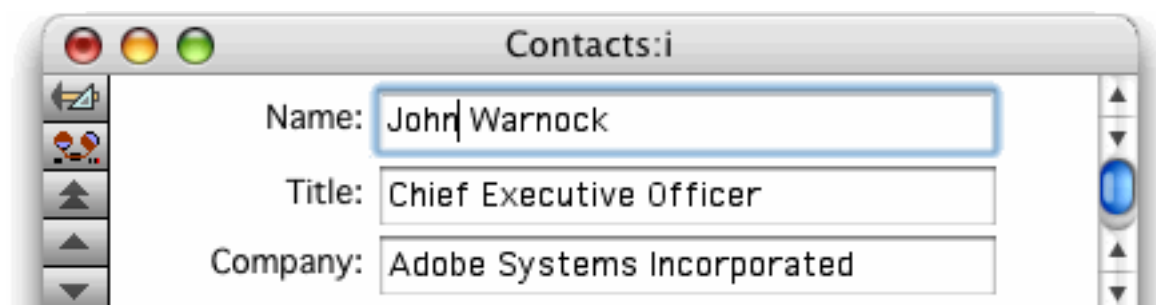 Contacts:i
Name: John Warnock
Title: Chief Executive Officer
Company: Adobe Systems Incorporated